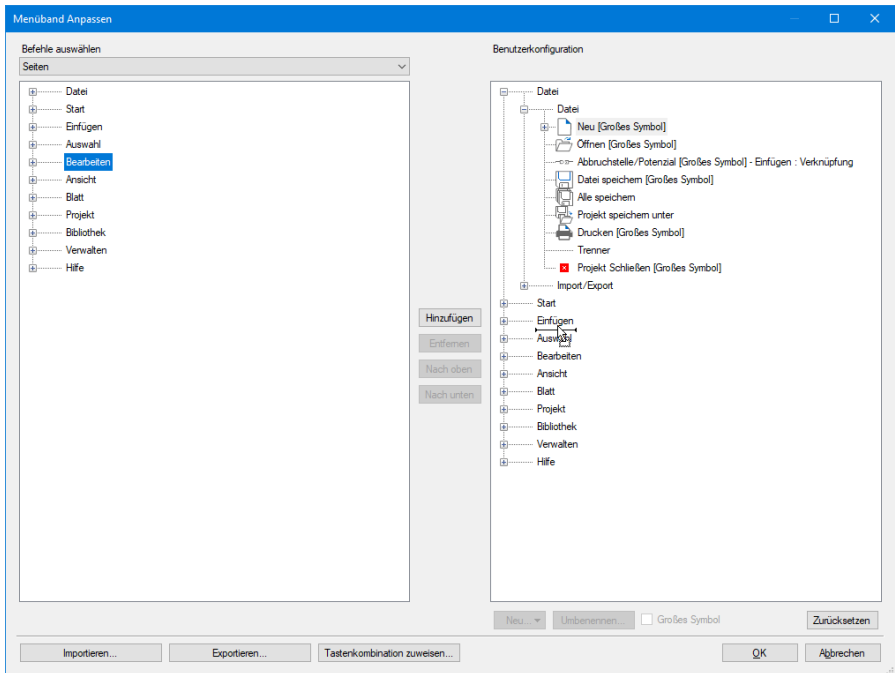 Menüband Anpassen
Befehle auswählen
Seiten
Datei
Start
Einfügen
Auswahl
Bearbeiten
Ansicht
Blatt
Projekt
Bibliothek
Verwalten
Hilfe
Hinzufügen
Entfernen
Nach oben
Nach unten
Benutzerkonfiguration
Datei
Datei
Neu [Großes Symbol]
Öffnen [Großes Symbol]
Abbruchstelle/Potenzial [Großes Symbol] - Einfügen : Verknüpfung
Datei speichern [Großes Symbol]
Alle speichern
Projekt speichern unter
Drucken [Großes Symbol]
Trenner
Projekt Schließen [Großes Symbol]
Import/Export
Start
Einfügen
Auswahl
Bearbeiten
Ansicht
Blatt
Projekt
Bibliothek
Verwalten
Hilfe
Neu...
Umbenennen...
Großes Symbol
Zurücksetzen
Importieren...
Exportieren...
Tastenkombination zuweisen...
OK
Abbrechen